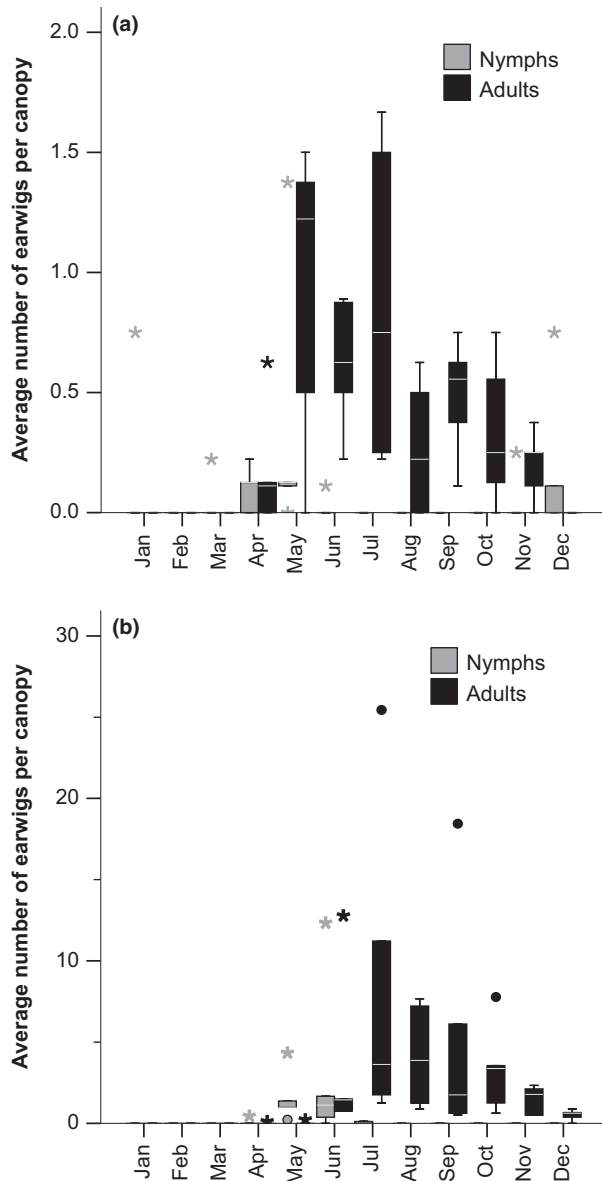 (a)
Nymphs
Adults
Average number of earwigs per canopy
2.0
1.5
1.0
0.5
0.0
Jan
Feb
Mar
Apr
May
Jun
Jul
Aug
Sep
Oct
Nov
Dec
(b)
Nymphs
Adults
Average number of earwigs per canopy
30
20
10
0
Jan
Feb
Mar
Apr
May
Jun
Jul
Aug
Sep
Oct
Nov
Dec